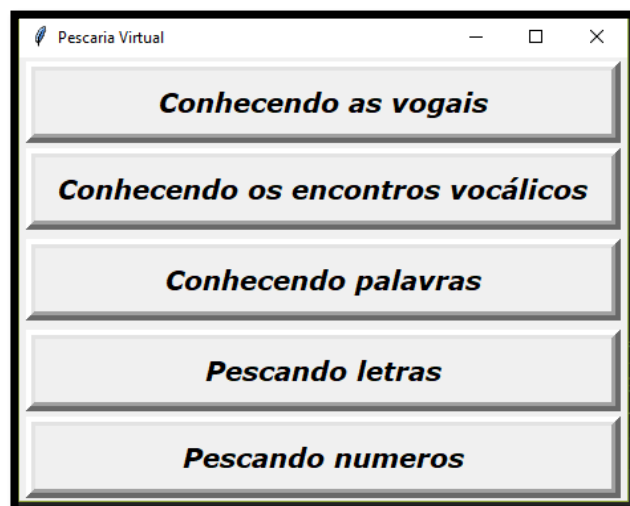 Pescaria Virtual
Conhecendo as vogais
Conhecendo os encontros vocálicos
Conhecendo palavras
Pescando letras
Pescando numeros